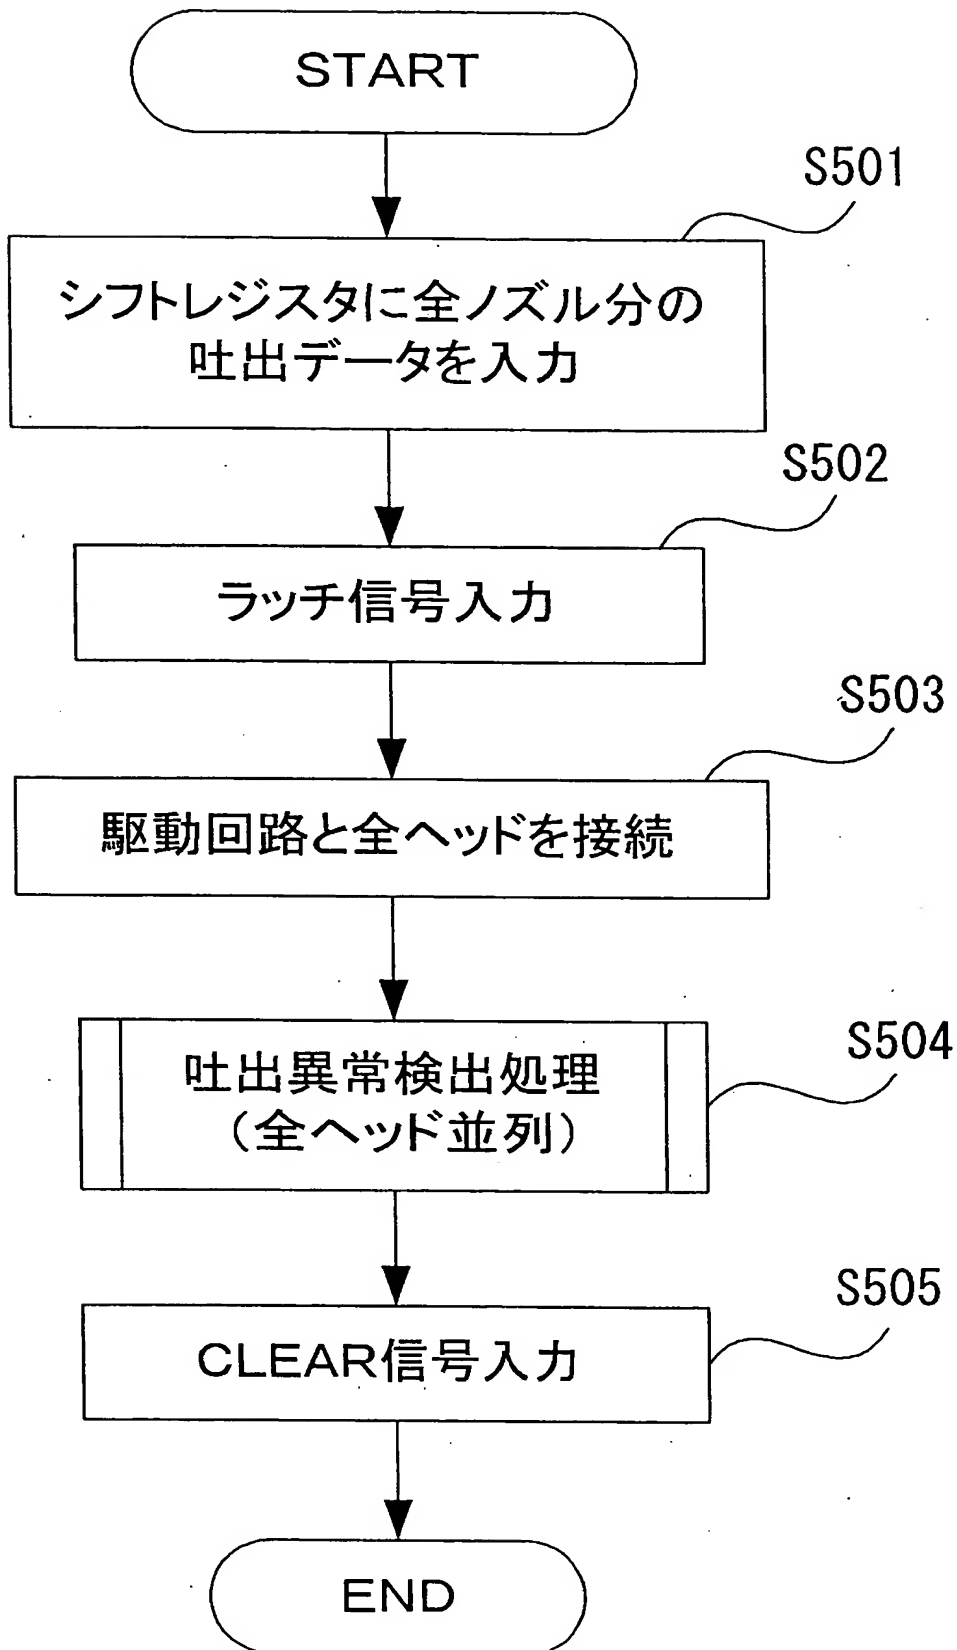 START
S501
シフトレジスタに全ノズル分の
吐出データを入力
S502
ラッチ信号入力
S503
駆動回路と全ヘッドを接続
S504
吐出異常検出処理
（全ヘッド並列）
S505
CLEAR信号入力
END